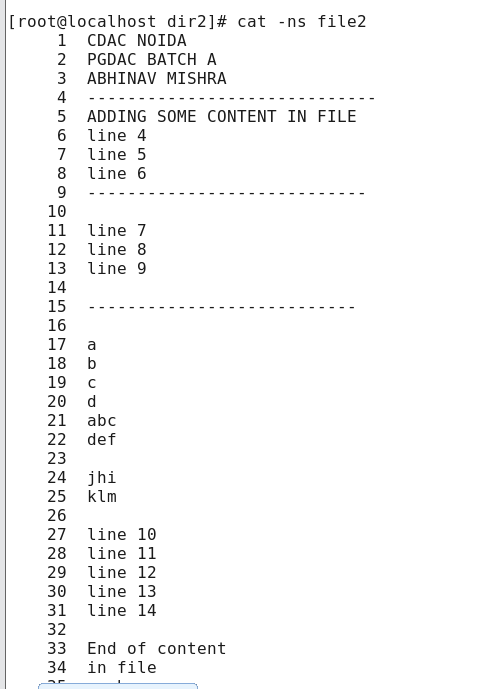 [root@localhost dir2]# cat -ns file2
     1  CDAC NOIDA
     2  PGDAC BATCH A
     3  ABHINAV MISHRA
     4  -----------------------------
     5  ADDING SOME CONTENT IN FILE
     6  line 4
     7  line 5
     8  line 6
     9  ----------------------------
    10
    11  line 7
    12  line 8
    13  line 9
    14
    15  ---------------------------
    16
    17  a
    18  b
    19  c
    20  d
    21  abc
    22  def
    23
    24  jhi
    25  klm
    26
    27  line 10
    28  line 11
    29  line 12
    30  line 13
    31  line 14
    32
    33  End of content
    34  in file